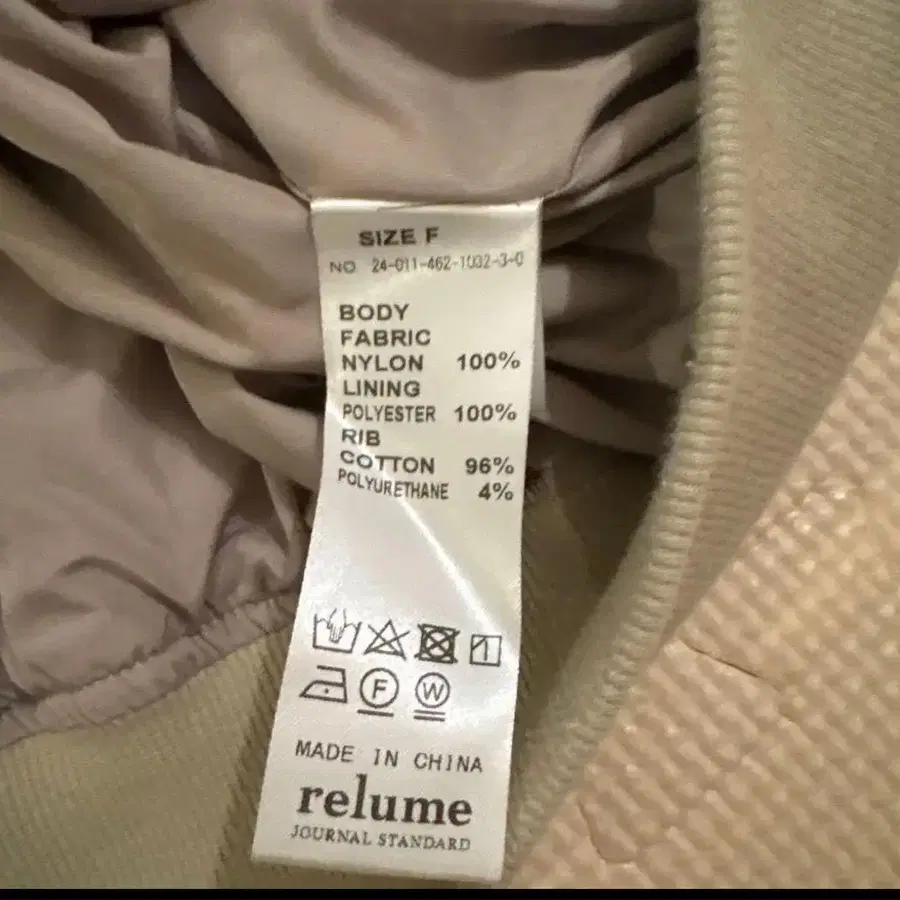 SIZE F
NO 24-011-462-1032-3-0
BODY
FABRIC
NYLON 100%
LINING
POLYESTER 100%
RIB
COTTON 96%
POLYURETHANE 4%
F W
MADE IN CHINA
relume
JOURNAL STANDARD